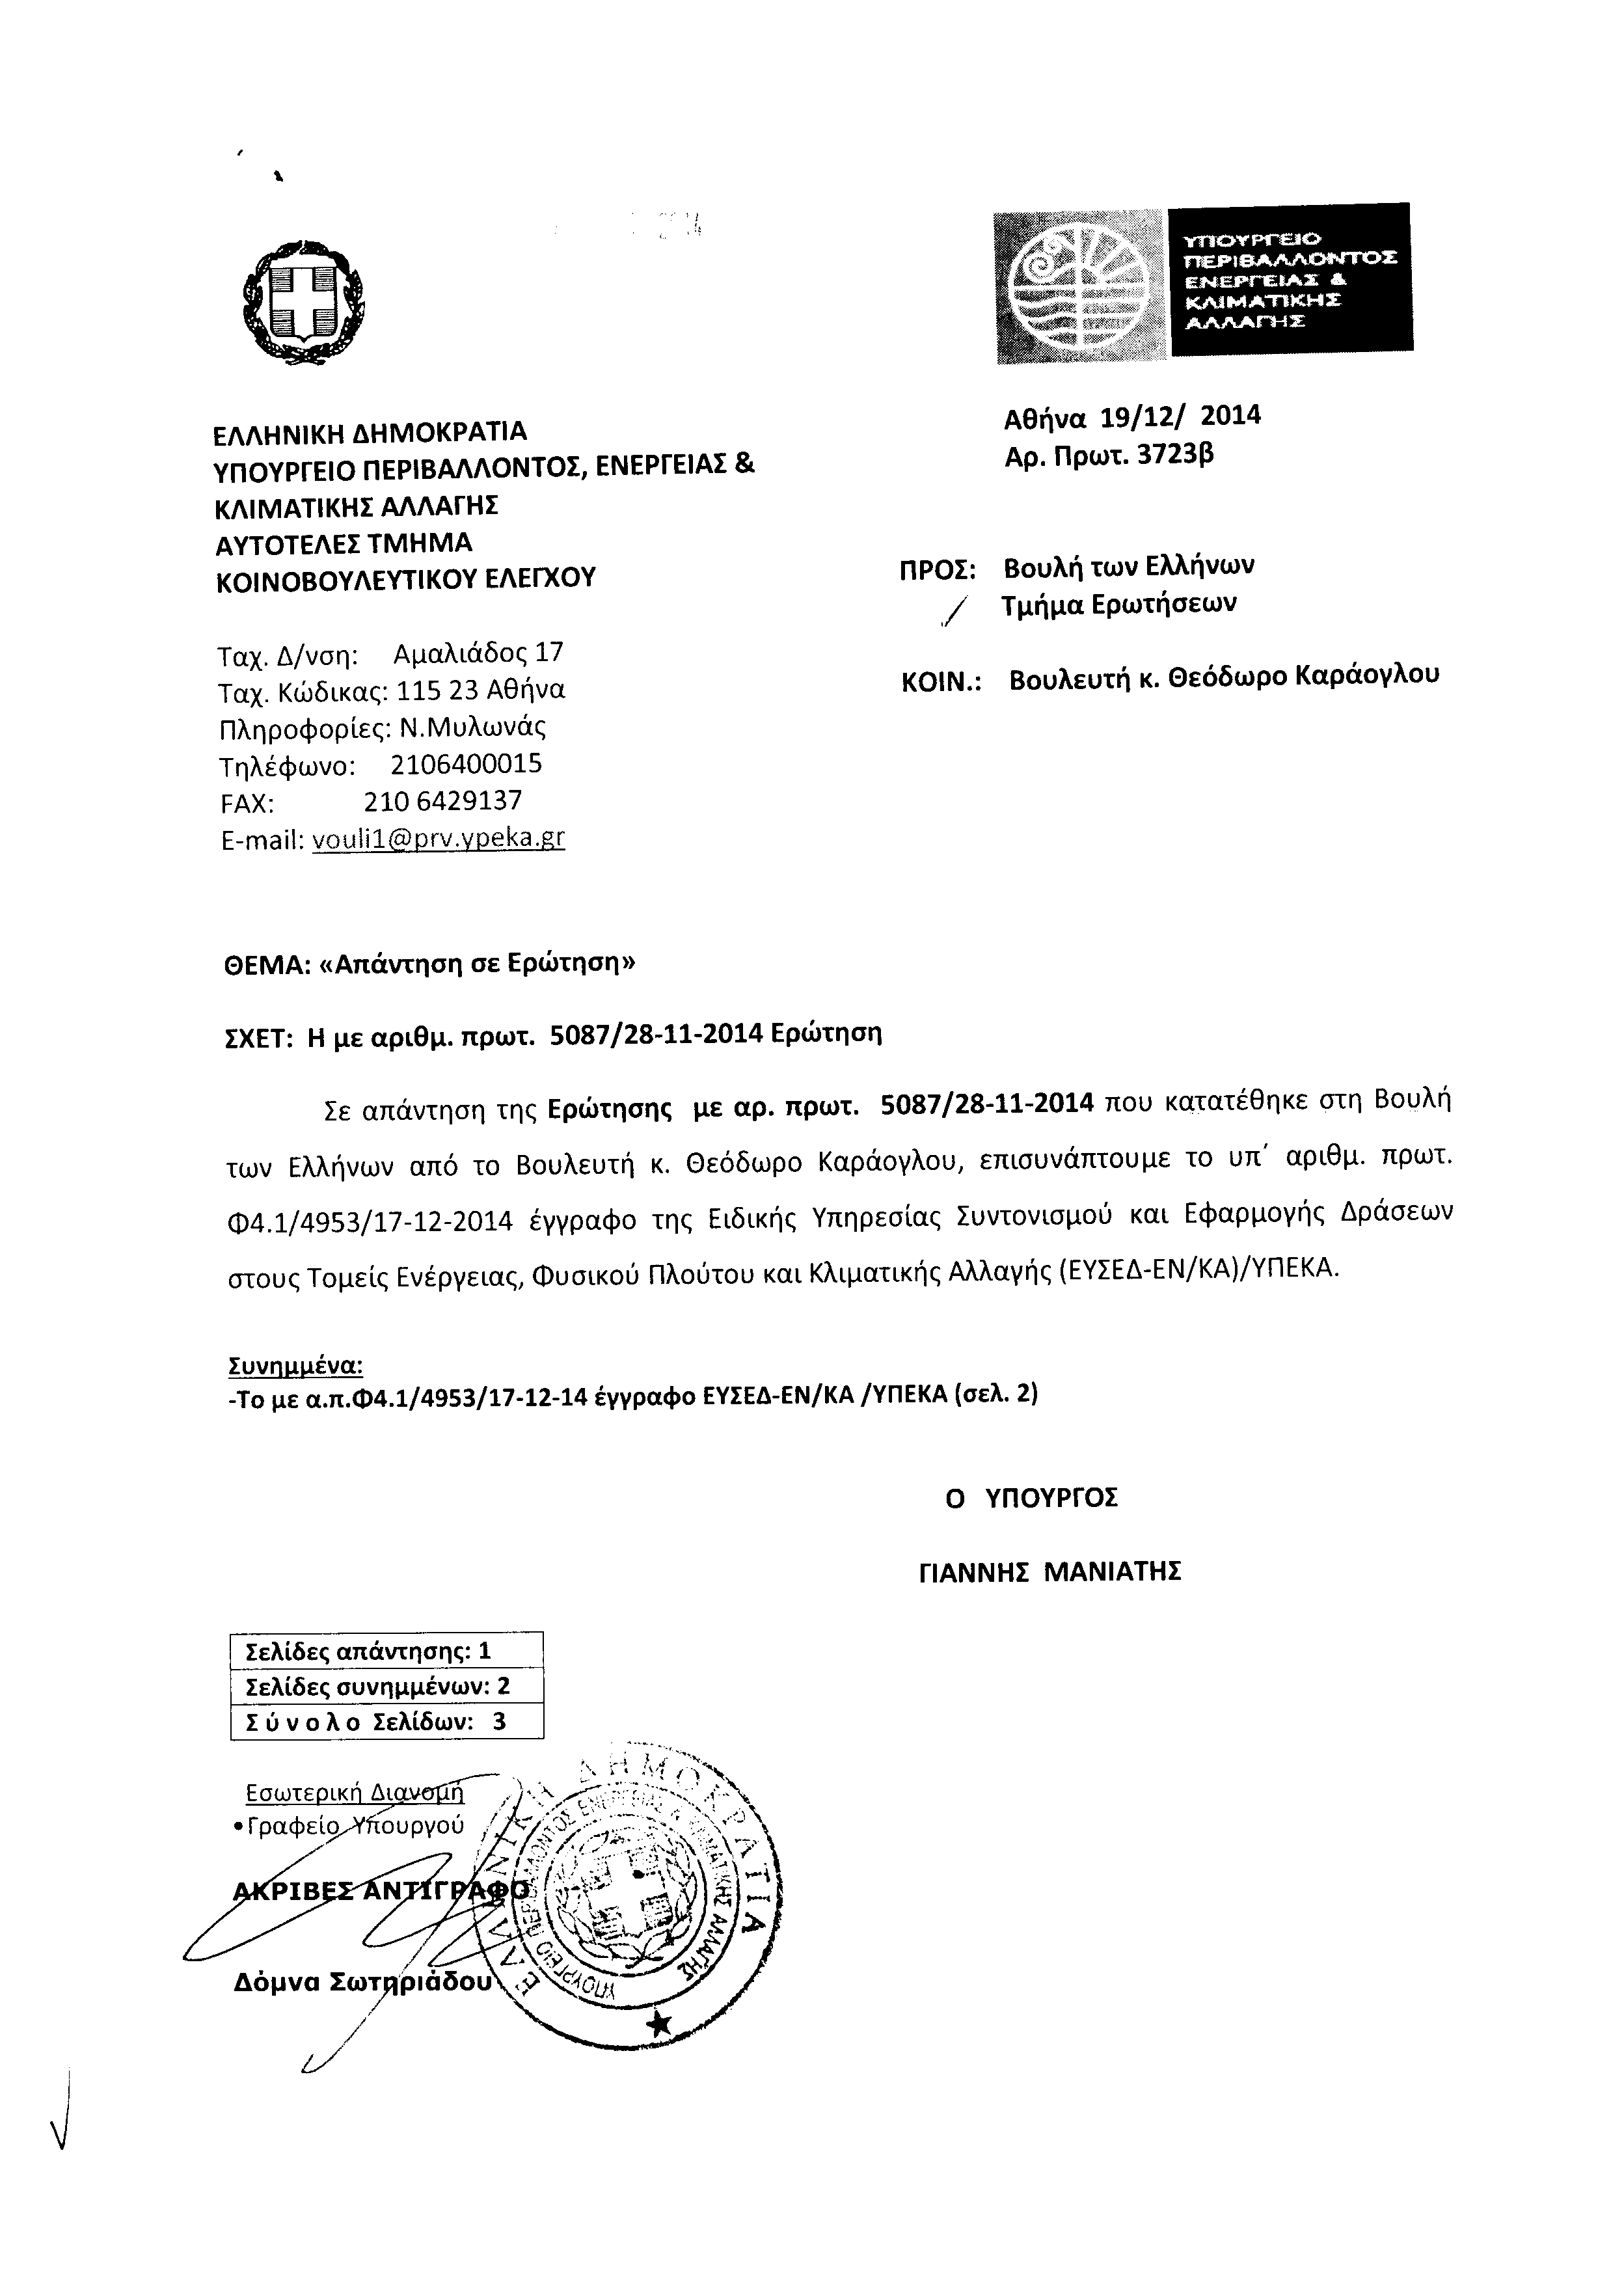 ΥΠΟΥΡΓΕΙΟ
ΠΕΡΙΒΑΛΛΟΝΤΟΣ
ΕΝΕΡΓΕΙΑΣ &
ΚΛΙΜΑΤΙΚΗΣ
ΑΛΛΑΓΗΣ
ΕΛΛΗΝΙΚΗ ΔΗΜΟΚΡΑΤΙΑ
ΥΠΟΥΡΓΕΙΟ ΠΕΡΙΒΑΛΛΟΝΤΟΣ, ΕΝΕΡΓΕΙΑΣ &
ΚΛΙΜΑΤΙΚΗΣ ΑΛΛΑΓΗΣ
ΑΥΤΟΤΕΛΕΣ ΤΜΗΜΑ
ΚΟΙΝΟΒΟΥΛΕΥΤΙΚΟΥ ΕΛΕΓΧΟΥ
Ταχ. Δ/νση: Αμαλιάδος 17
Ταχ. Κώδικας: 115 23 Αθήνα
Πληροφορίες: Ν.Μυλωνάς
Τηλέφωνο: 2106400015
FAX: 210 6429137
E-mail: vouli1@prv.ypeka.gr
Αθήνα 19/12/ 2014
Αρ. Πρωτ. 3723β
ΠΡΟΣ: Βουλή των Ελλήνων
Τμήμα Ερωτήσεων
ΚΟΙΝ.: Βουλευτή κ. Θεόδωρο Καράογλου
ΘΕΜΑ: «Απάντηση σε Ερώτηση»
ΣΧΕΤ: Η με αριθμ. πρωτ. 5087/28-11-2014 Ερώτηση
Σε απάντηση της Ερώτησης με αρ. πρωτ. 5087/28-11-2014 που κατατέθηκε στη Βουλή
των Ελλήνων από το Βουλευτή κ. Θεόδωρο Καράογλου, επισυνάπτουμε το υπ' αριθμ. πρωτ.
Φ4.1/4953/17-12-2014 έγγραφο της Ειδικής Υπηρεσίας Συντονισμού και Εφαρμογής Δράσεων
στους Τομείς Ενέργειας, Φυσικού Πλούτου και Κλιματικής Αλλαγής (ΕΥΣΕΔ-ΕΝ/ΚΑ)/ΥΠΕΚΑ.
Συνημμένα:
-Το με α.π.Φ4.1/4953/17-12-14 έγγραφο ΕΥΣΕΔ-ΕΝ/ΚΑ /ΥΠΕΚΑ (σελ. 2)
Ο ΥΠΟΥΡΓΟΣ
ΓΙΑΝΝΗΣ ΜΑΝΙΑΤΗΣ
Σελίδες απάντησης: 1
Σελίδες συνημμένων: 2
Σ ύ ν ο λ ο Σελίδων: 3
Εσωτερική Διανομή
•Γραφείο Υπουργού
ΑΚΡΙΒΕΣ ΑΝΤΙΓΡΑΦΟ
Δόμνα Σωτηριάδου
ΕΛΛΗΝΙΚΗ ΔΗΜΟΚΡΑΤΙΑ
ΥΠΟΥΡΓΕΙΟ ΠΕΡΙΒΑΛΛΟΝΤΟΣ ΕΝΕΡΓΕΙΑΣ & ΚΛΙΜΑΤΙΚΗΣ ΑΛΛΑΓΗΣ